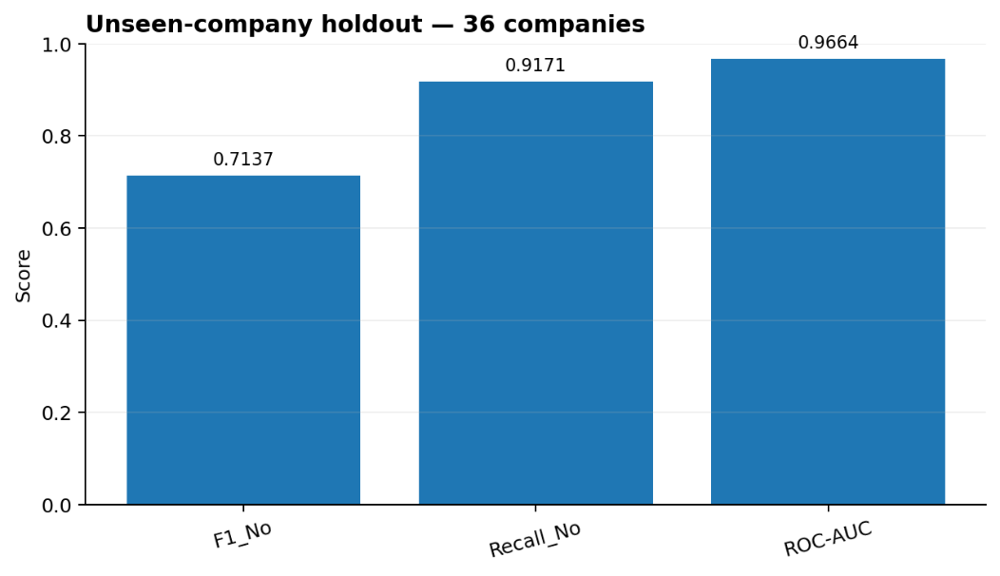 Unseen-company holdout — 36 companies
1.0
0.8
0.6
0.4
0.2
0.0
Score
0.7137
0.9171
0.9664
F1_No
Recall_No
ROC-AUC